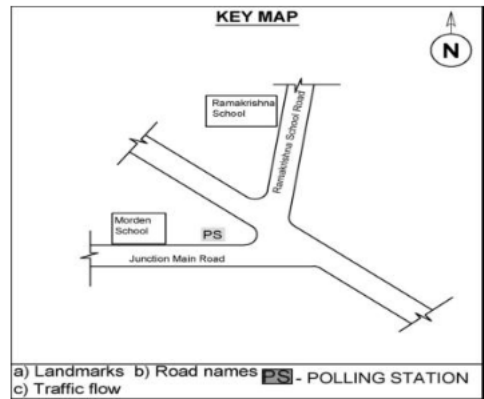 KEY MAP
N
Ramakrishna
School
Ramakrishna School Road
Morden
School
PS
Junction Main Road
a) Landmarks b) Road names PS - POLLING STATION
c) Traffic flow